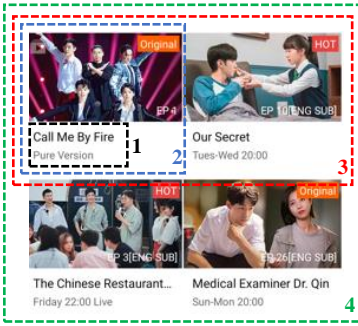 Original
EP 4
Call Me By Fire
Pure Version
1
2
HOT
EP 10[ENG SUB]
Our Secret
Tues-Wed 20:00
3
HOT
EP 3[ENG SUB]
The Chinese Restaurant...
Friday 22:00 Live
Original
EP 26[ENG SUB]
Medical Examiner Dr. Qin
Sun-Mon 20:00
4